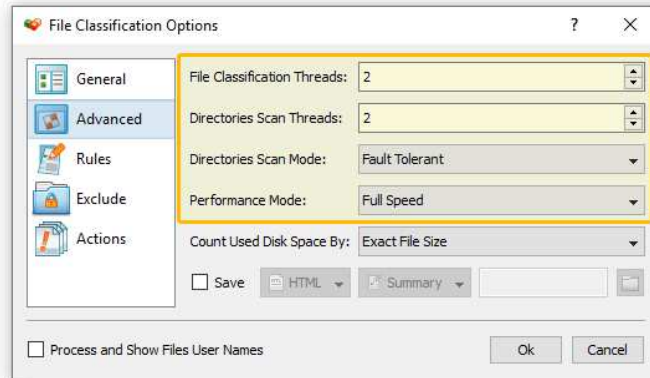 File Classification Options
?
General
Advanced
Rules
Exclude
Actions
File Classification Threads: 2
Directories Scan Threads: 2
Directories Scan Mode: Fault Tolerant
Performance Mode: Full Speed
Count Used Disk Space By: Exact File Size
Save HTML Summary
Process and Show Files User Names
Ok Cancel